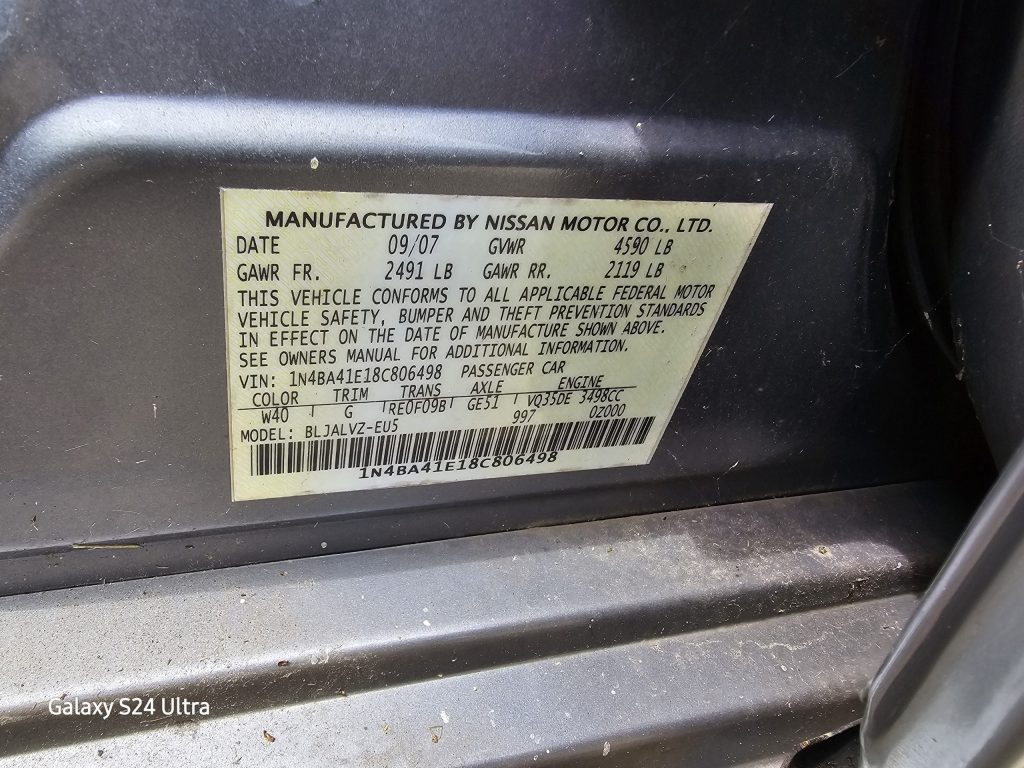 MANUFACTURED BY NISSAN MOTOR CO., LTD.
DATE 09/07 GVWR 4590 LB
GAWR FR. 2491 LB GAWR RR. 2119 LB
THIS VEHICLE CONFORMS TO ALL APPLICABLE FEDERAL MOTOR
VEHICLE SAFETY, BUMPER AND THEFT PREVENTION STANDARDS
IN EFFECT ON THE DATE OF MANUFACTURE SHOWN ABOVE.
SEE OWNERS MANUAL FOR ADDITIONAL INFORMATION.
VIN: 1N4BA41E18C806498 PASSENGER CAR
COLOR TRIM TRANS AXLE ENGINE
W40 G RE0F09B GE51 VQ35DE 3498CC
MODEL: BLJALVZ-EU5 997 0Z000
1N4BA41E18C806498
Galaxy S24 Ultra